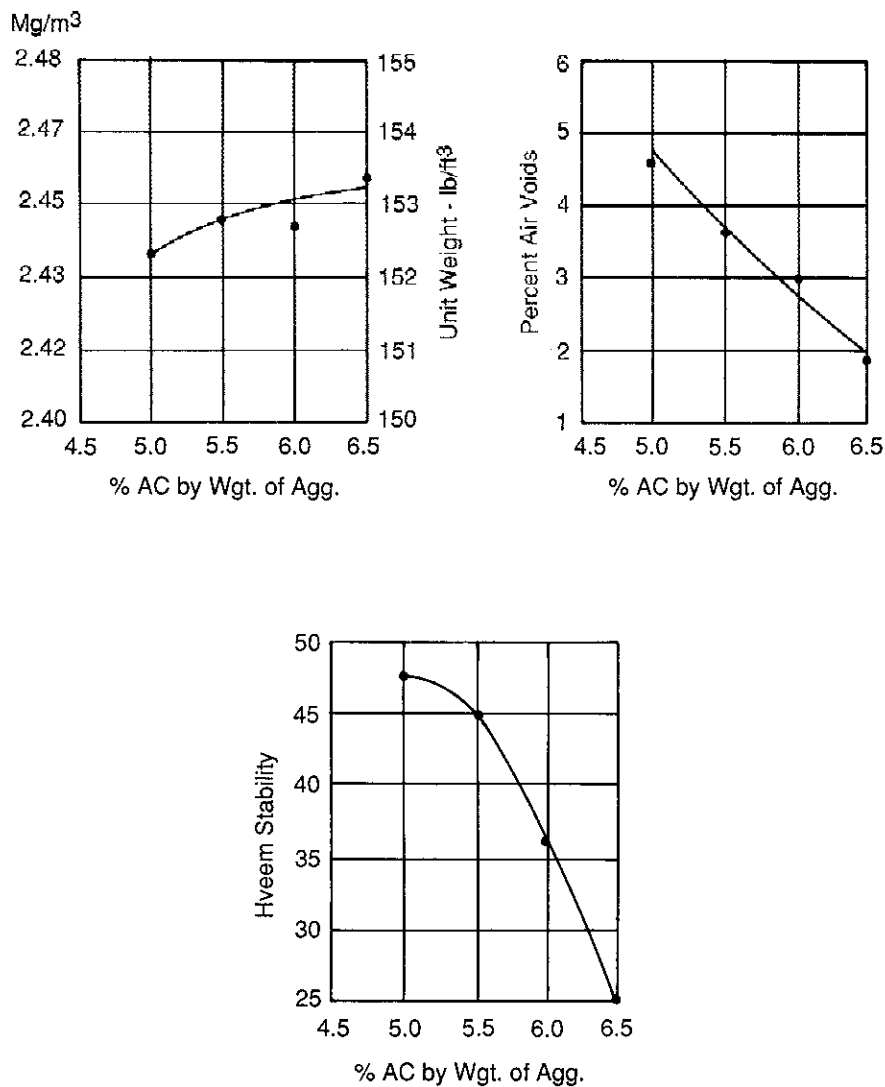 Mg/m³
2.48
2.47
2.45
2.43
2.42
2.40
155
154
153
152
151
150
Unit Weight - lb/ft³
4.5 5.0 5.5 6.0 6.5
% AC by Wgt. of Agg.
Percent Air Voids
6
5
4
3
2
1
4.5 5.0 5.5 6.0 6.5
% AC by Wgt. of Agg.
Hveem Stability
50
45
40
35
30
25
4.5 5.0 5.5 6.0 6.5
% AC by Wgt. of Agg.